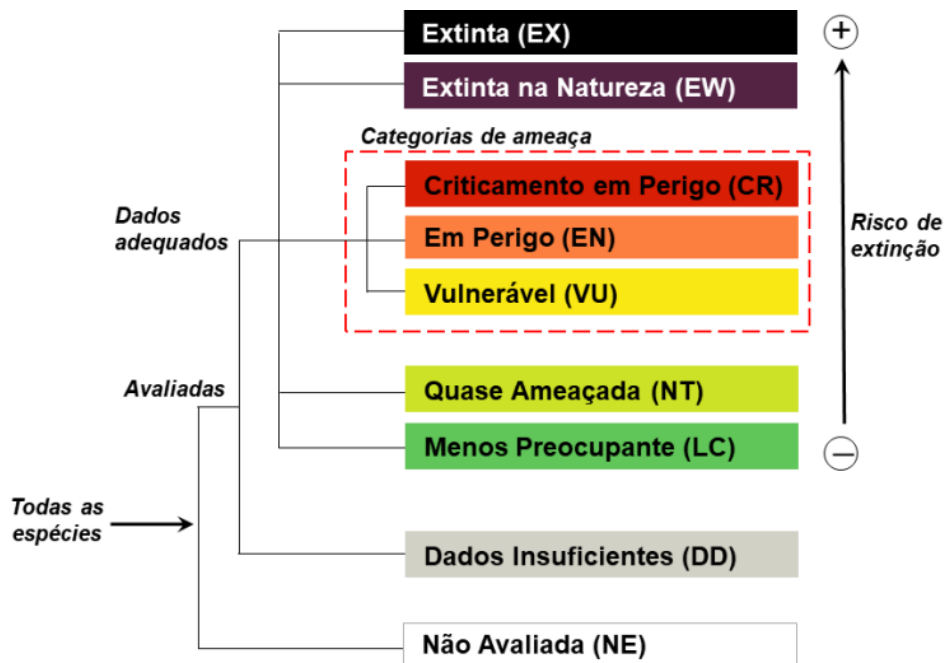 Extinta (EX)
Extinta na Natureza (EW)
Categorias de ameaça
Criticamento em Perigo (CR)
Dados
adequados
Em Perigo (EN)
Risco de
extinção
Vulnerável (VU)
Avaliadas
Quase Ameaçada (NT)
Menos Preocupante (LC)
Todas as
espécies
Dados Insuficientes (DD)
Não Avaliada (NE)